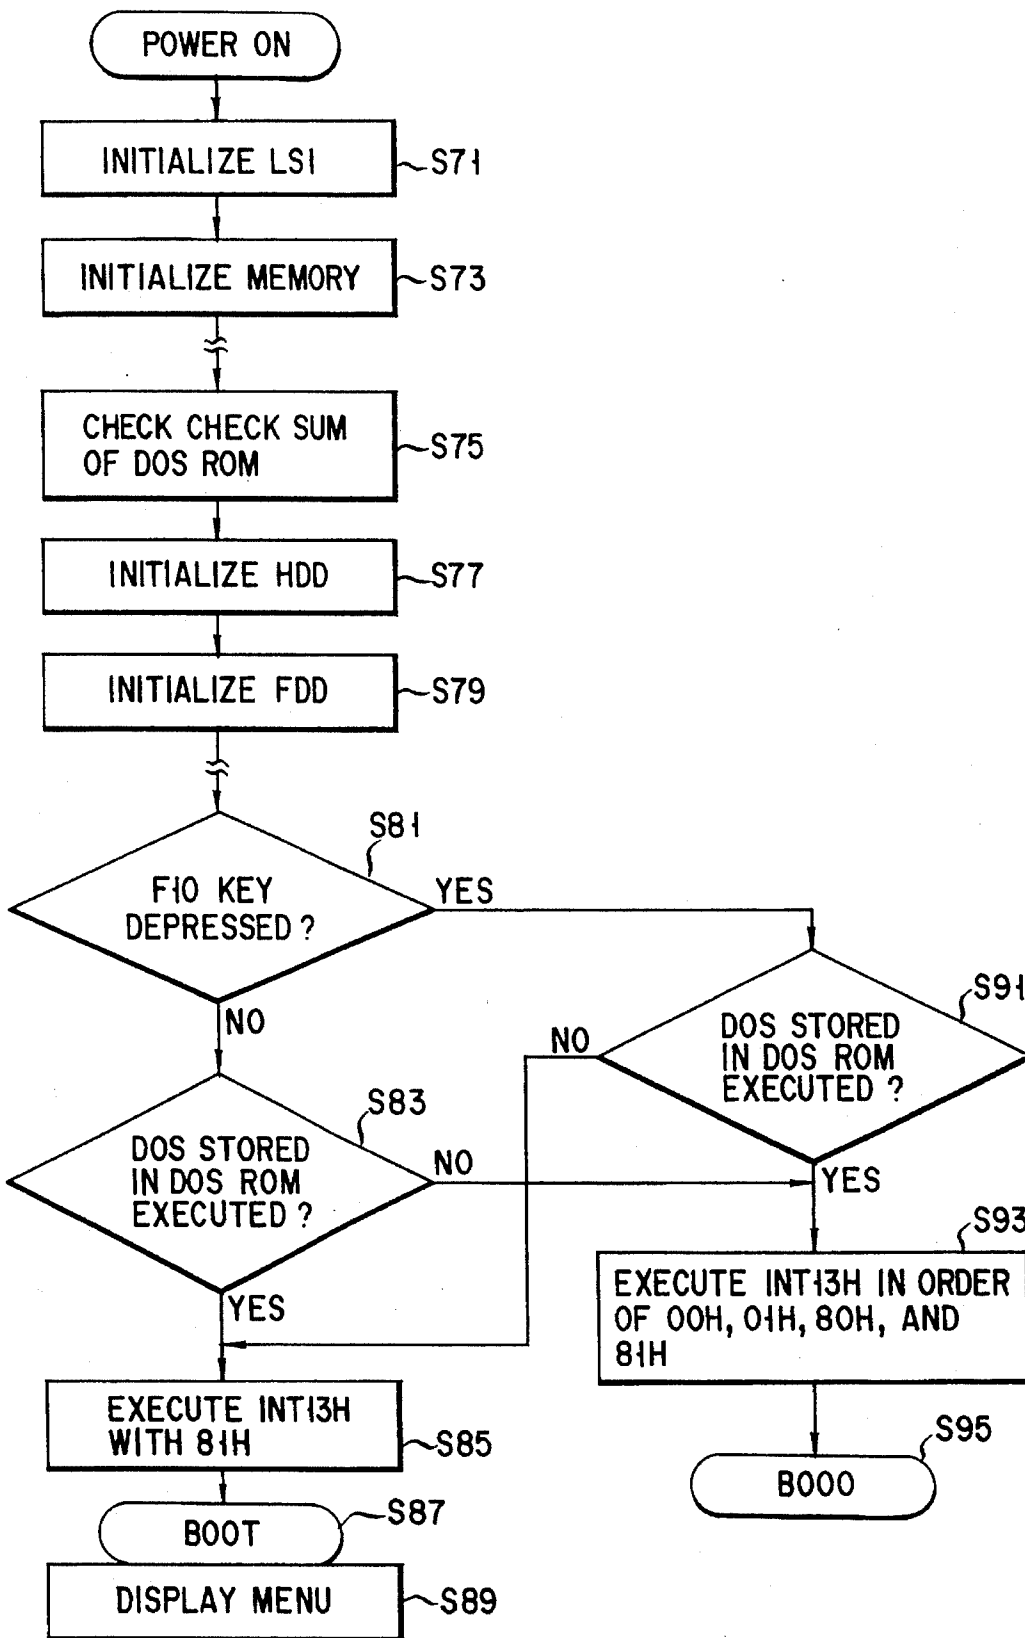 POWER ON
INITIALIZE LSI
S71
INITIALIZE MEMORY
S73
CHECK CHECK SUM
OF DOS ROM
S75
INITIALIZE HDD
S77
INITIALIZE FDD
S79
S81
F10 KEY
DEPRESSED ?
YES
NO
S91
DOS STORED
IN DOS ROM
EXECUTED ?
NO
YES
S83
DOS STORED
IN DOS ROM
EXECUTED ?
NO
YES
S93
EXECUTE INT13H IN ORDER
OF 00H, 01H, 80H, AND
81H
EXECUTE INT13H
WITH 81H
S85
S95
BOOO
S87
BOOT
DISPLAY MENU
S89